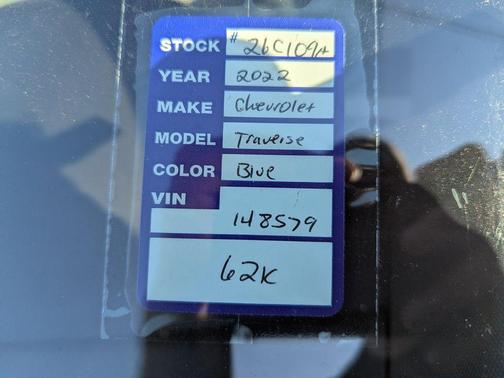 STOCK # 26C109A
YEAR 2022
MAKE Chevrolet
MODEL Traverse
COLOR Blue
VIN
148579
62K